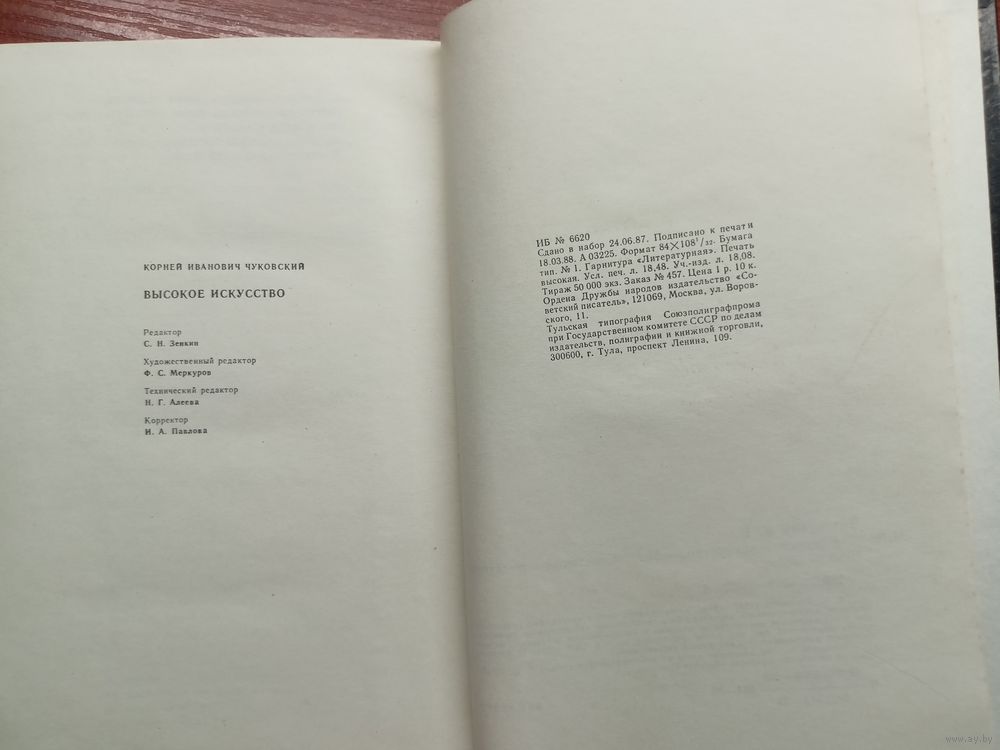 КОРНЕЙ ИВАНОВИЧ ЧУКОВСКИЙ
ВЫСОКОЕ ИСКУССТВО
Редактор
С. Н. Зенкин
Художественный редактор
Ф. С. Меркуров
Технический редактор
Н. Г. Алеева
Корректор
И. А. Павлова
ИБ № 6620
Сдано в набор 24.06.87. Подписано к печати
18.03.88. А 03225. Формат 84×108¹/₃₂. Бумага
тип. № 1. Гарнитура «Литературная». Печать
высокая. Усл. печ. л. 18,48. Уч.-изд. л. 18,08.
Тираж 50 000 экз. Заказ № 457. Цена 1 р. 10 к.
Ордена Дружбы народов издательство «Со-
ветский писатель», 121069, Москва, ул. Воров-
ского, 11.
Тульская типография Союзполиграфпрома
при Государственном комитете СССР по делам
издательств, полиграфии и книжной торговли,
300600, г. Тула, проспект Ленина, 109.
www.ay.by